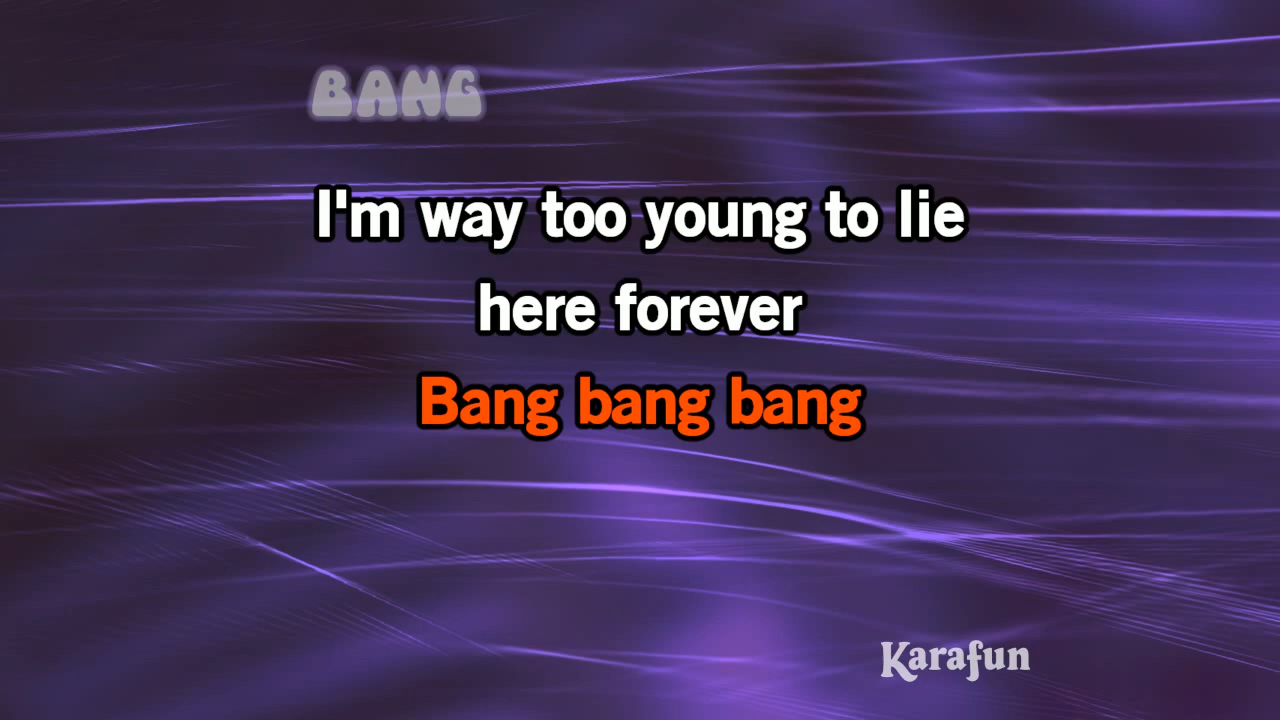 BANG
I'm way too young to lie
here forever
Bang bang bang
Karafun